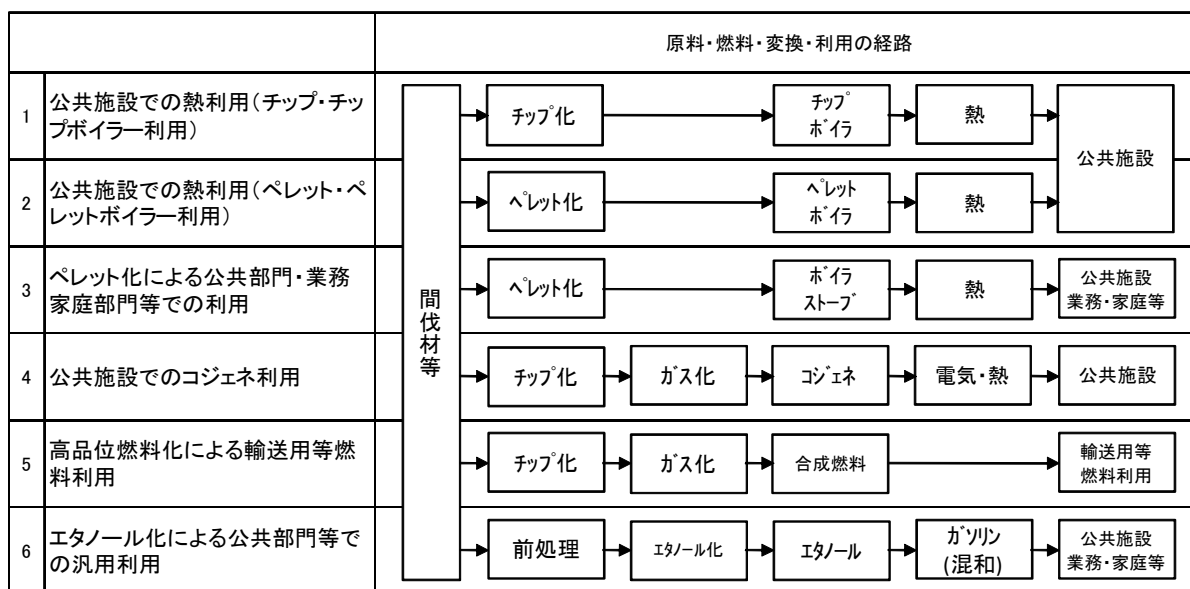 原料・燃料・変換・利用の経路
1
公共施設での熱利用(チップ・チッ
プボイラー利用)
チップ化
チップ
ボイラ
熱
公共施設
2
公共施設での熱利用(ペレット・ペ
レットボイラー利用)
ペレット化
ペレット
ボイラ
熱
3
ペレット化による公共部門・業務
家庭部門等での利用
ペレット化
ボイラ
ストーブ
熱
公共施設
業務・家庭等
間伐材等
4
公共施設でのコジェネ利用
チップ化
ガス化
コジェネ
電気・熱
公共施設
5
高品位燃料化による輸送用等燃
料利用
チップ化
ガス化
合成燃料
輸送用等
燃料利用
6
エタノール化による公共部門等で
の汎用利用
前処理
エタノール化
エタノール
ガソリン
(混和)
公共施設
業務・家庭等